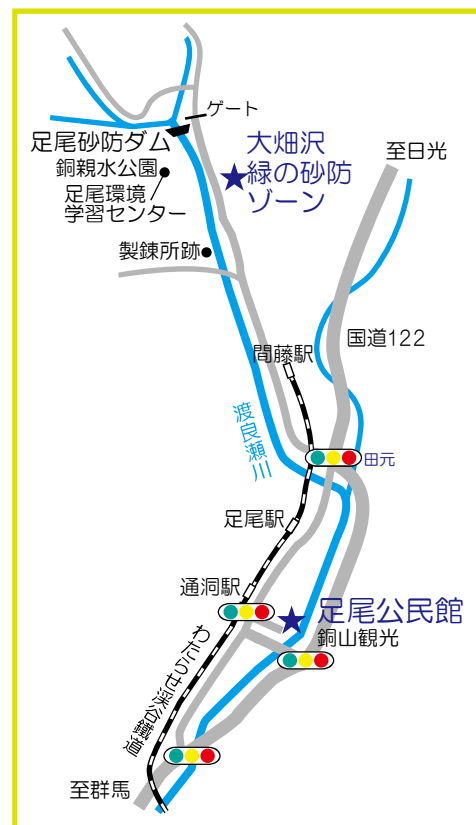 ゲート
足尾砂防ダム
銅親水公園
足尾環境
学習センター
大畑沢
緑の砂防
ゾーン
至日光
製錬所跡
国道122
間藤駅
渡良瀬川
田元
足尾駅
通洞駅
足尾公民館
銅山観光
わたらせ渓谷鐵道
至群馬